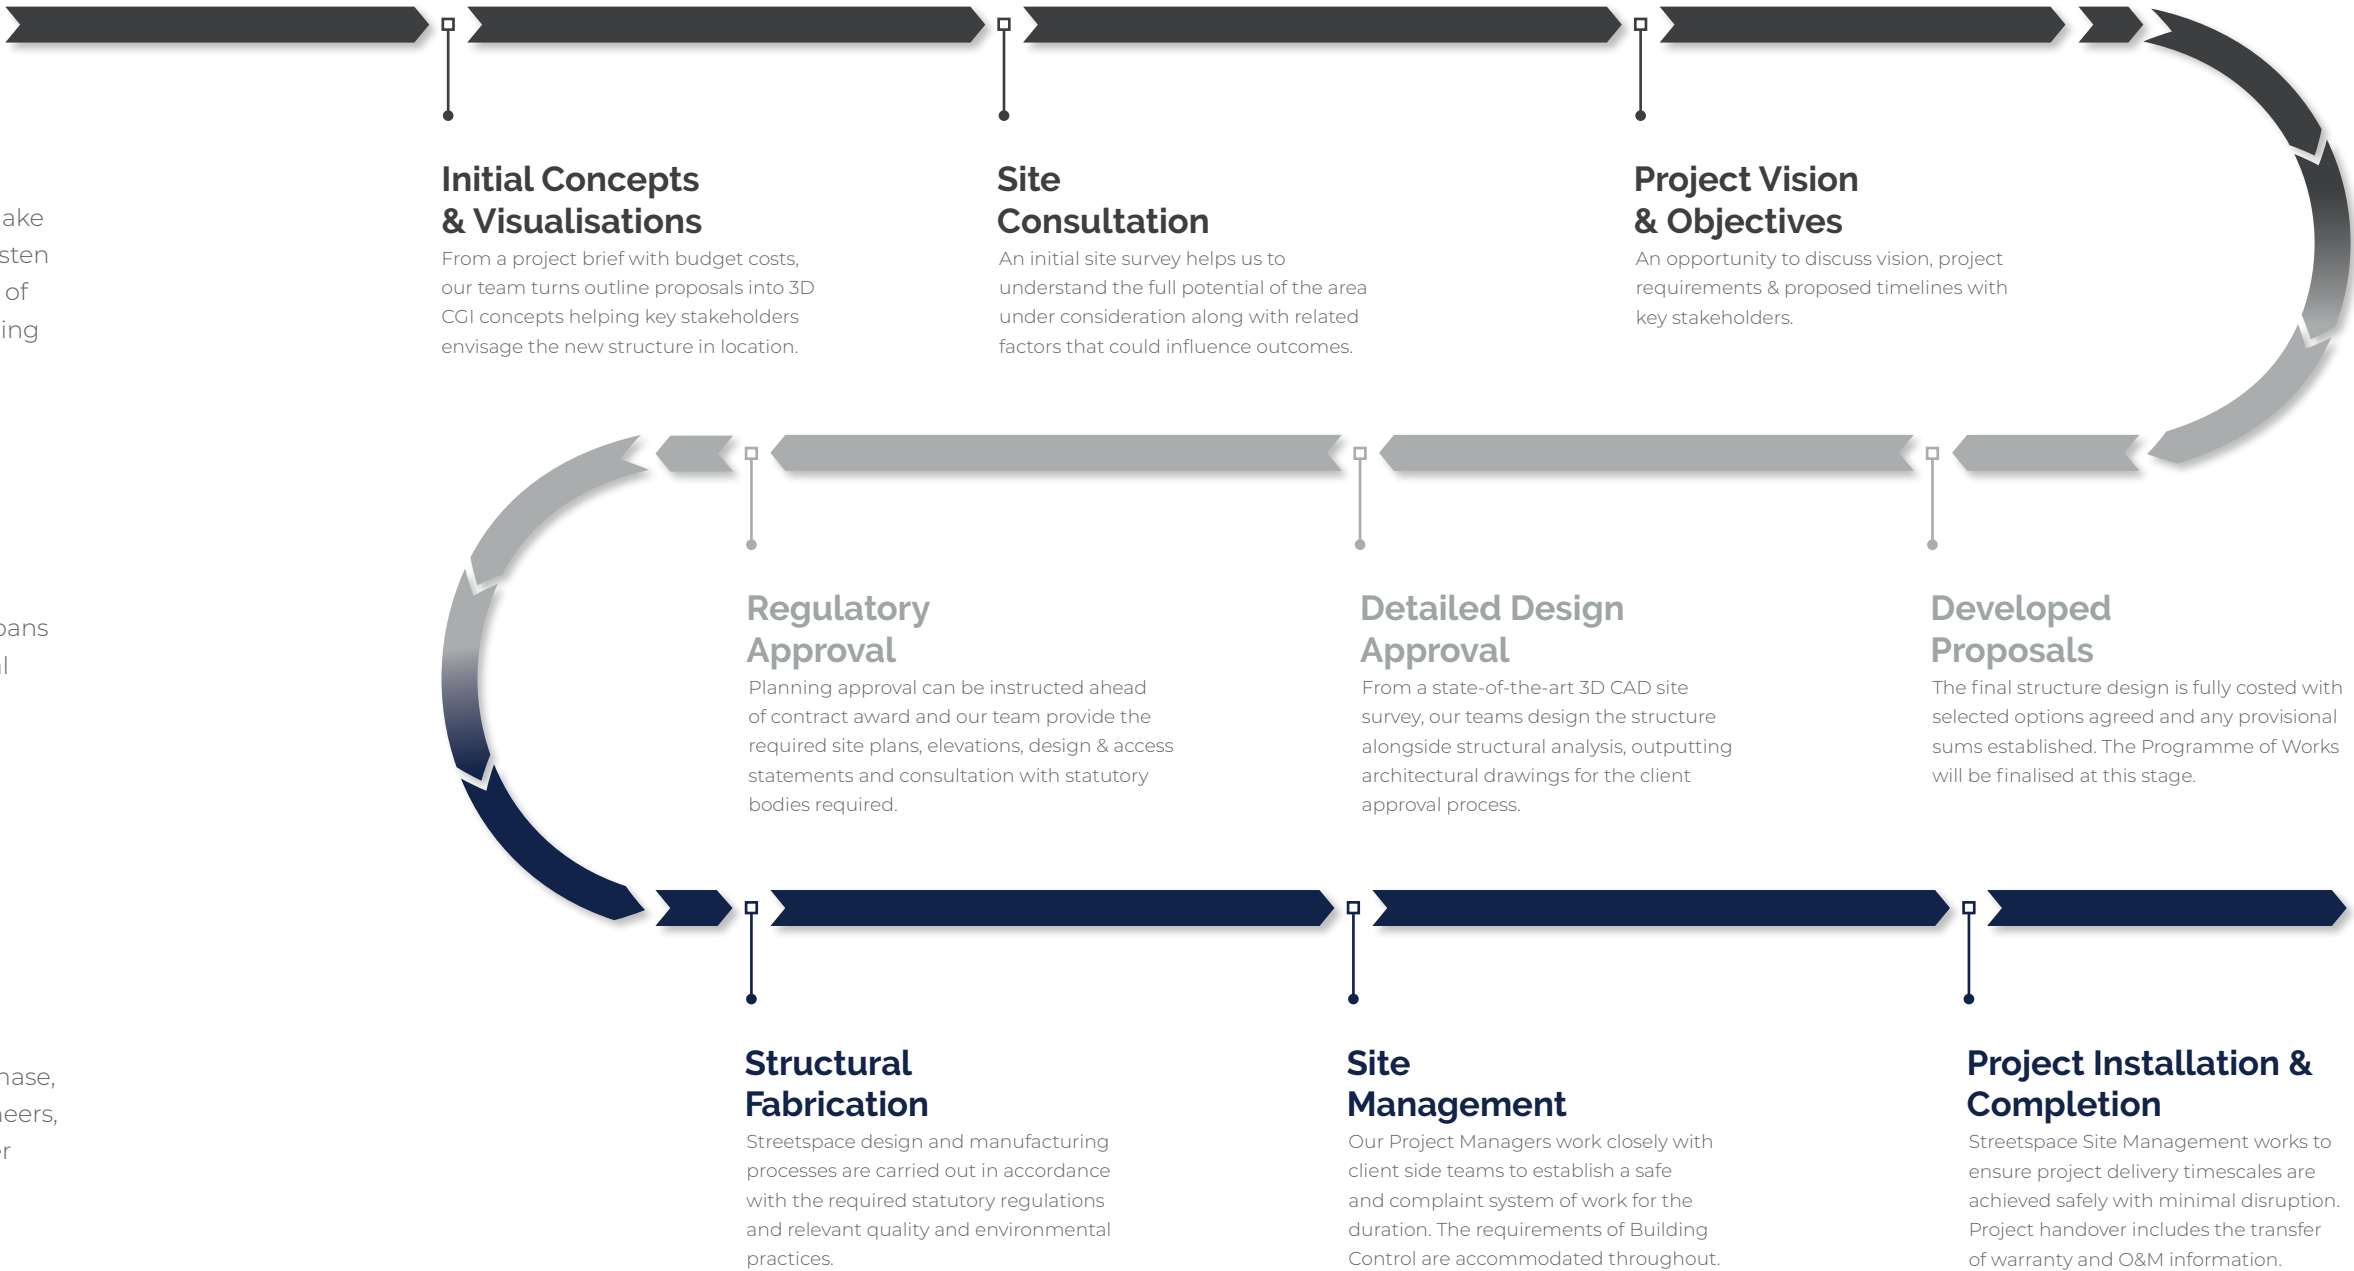 Initial Concepts
& Visualisations
From a project brief with budget costs,
our team turns outline proposals into 3D
CGI concepts helping key stakeholders
envisage the new structure in location.
Site
Consultation
An initial site survey helps us to
understand the full potential of the area
under consideration along with related
factors that could influence outcomes.
Project Vision
& Objectives
An opportunity to discuss vision, project
requirements & proposed timelines with
key stakeholders.
of
Regulatory
Approval
Planning approval can be instructed ahead
of contract award and our team provide the
required site plans, elevations, design & access
statements and consultation with statutory
bodies required.
Detailed Design
Approval
From a state-of-the-art 3D CAD site
survey, our teams design the structure
alongside structural analysis, outputting
architectural drawings for the client
approval process.
Developed
Proposals
The final structure design is fully costed with
selected options agreed and any provisional
sums established. The Programme of Works
will be finalised at this stage.
Structural
Fabrication
Streetspace design and manufacturing
processes are carried out in accordance
with the required statutory regulations
and relevant quality and environmental
practices.
Site
Management
Our Project Managers work closely with
client side teams to establish a safe
and complaint system of work for the
duration. The requirements of Building
Control are accommodated throughout.
Project Installation &
Completion
Streetspace Site Management works to
ensure project delivery timescales are
achieved safely with minimal disruption.
Project handover includes the transfer
of warranty and O&M information.